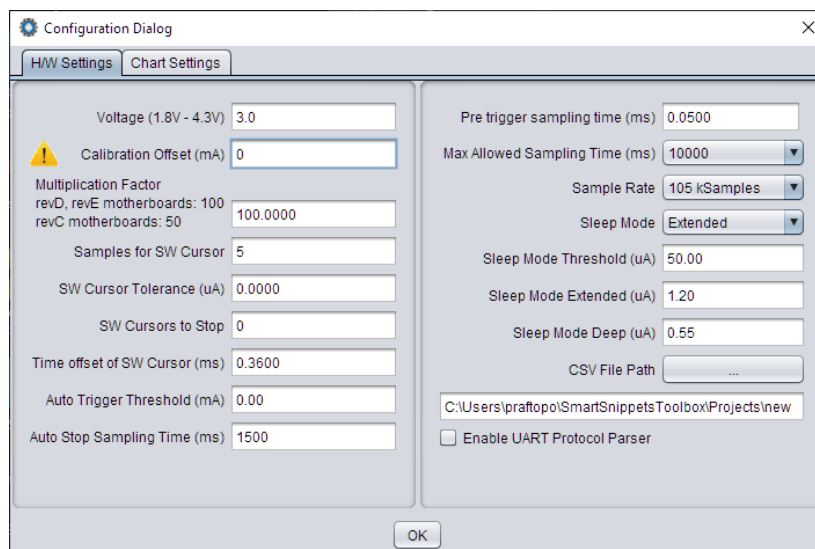 Configuration Dialog
H/W Settings
Chart Settings
Voltage (1.8V - 4.3V) 3.0
Calibration Offset (mA) 0
Multiplication Factor
revD, revE motherboards: 100
revC motherboards: 50
100.0000
Samples for SW Cursor 5
SW Cursor Tolerance (uA) 0.0000
SW Cursors to Stop 0
Time offset of SW Cursor (ms) 0.3600
Auto Trigger Threshold (mA) 0.00
Auto Stop Sampling Time (ms) 1500
Pre trigger sampling time (ms) 0.0500
Max Allowed Sampling Time (ms) 10000
Sample Rate 105 kSamples
Sleep Mode Extended
Sleep Mode Threshold (uA) 50.00
Sleep Mode Extended (uA) 1.20
Sleep Mode Deep (uA) 0.55
CSV File Path ...
C:\Users\praftopo\SmartSnippetsToolbox\Projects\new
Enable UART Protocol Parser
OK